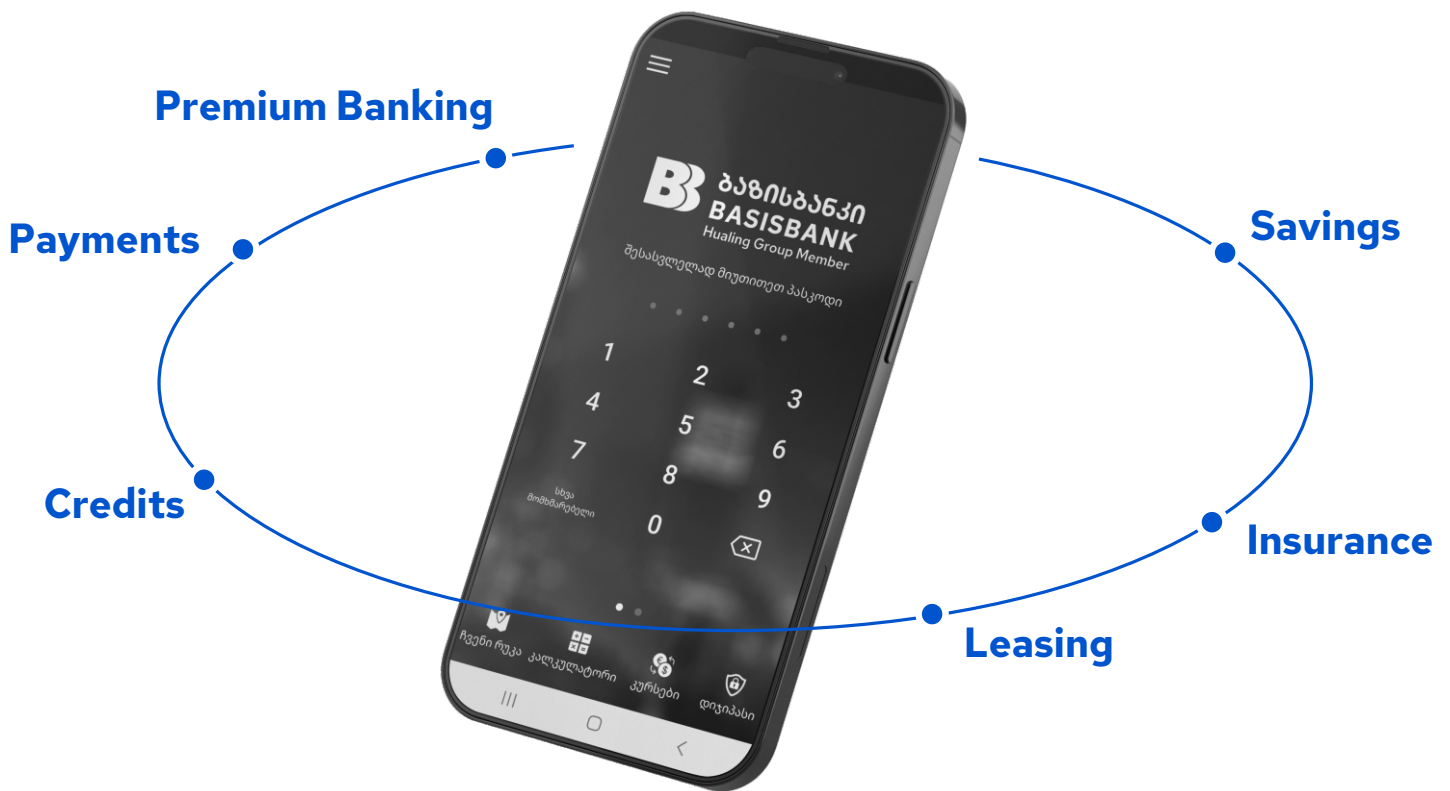 Premium Banking
Payments
Credits
Savings
Insurance
Leasing
BB
ბაზისბანკი
BASISBANK
Hualing Group Member
შესასვლელად მიუთითეთ პასკოდი
1 2 3
4 5 6
7 8 9
სხვა
მომხმარებელი
0
ჩვენი რუკა
კალკულატორი
კურსები
დიჯიპასი